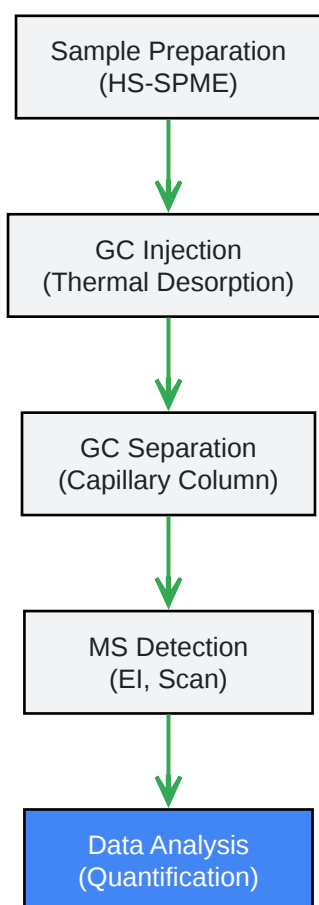 Sample Preparation
(HS-SPME)
GC Injection
(Thermal Desorption)
GC Separation
(Capillary Column)
MS Detection
(EI, Scan)
Data Analysis
(Quantification)